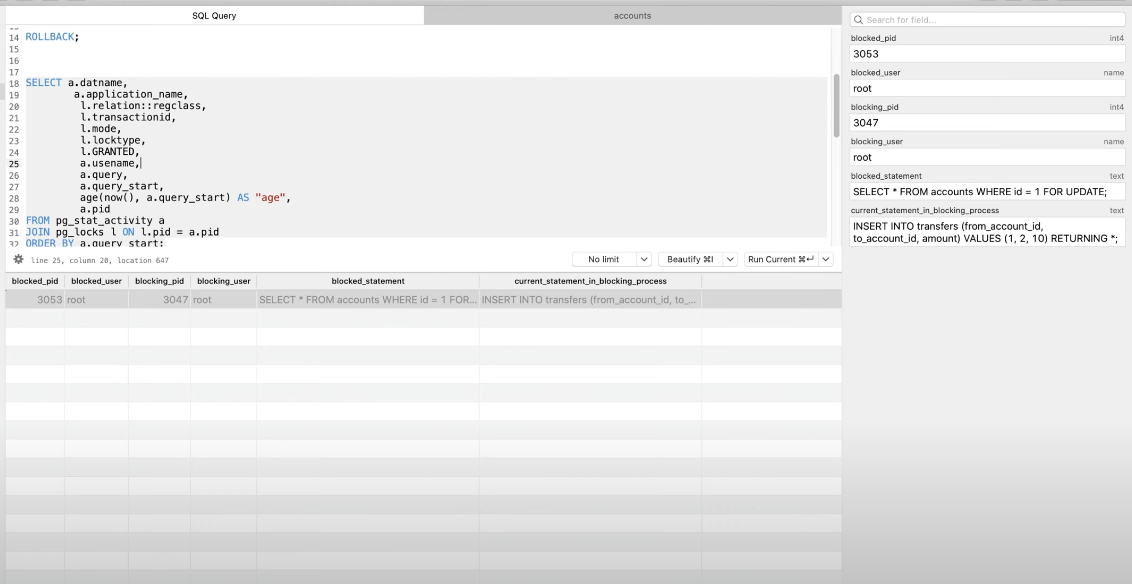 SQL Query
accounts
14 ROLLBACK;
15
16
17
18 SELECT a.datname,
19 a.application_name,
20 l.relation::regclass,
21 l.transactionid,
22 l.mode,
23 l.locktype,
24 l.GRANTED,
25 a.usename,
26 a.query,
27 a.query_start,
28 age(now(), a.query_start) AS "age",
29 a.pid
30 FROM pg_stat_activity a
31 JOIN pg_locks l ON l.pid = a.pid
32 ORDER BY a.query_start;
line 25, column 20, location 647
No limit
Beautify ⌘I
Run Current ⌘↵
blocked_pid blocked_user blocking_pid blocking_user blocked_statement current_statement_in_blocking_process
3053 root 3047 root SELECT * FROM accounts WHERE id = 1 FOR... INSERT INTO transfers (from_account_id, to_...
Search for field...
blocked_pid int4
3053
blocked_user name
root
blocking_pid int4
3047
blocking_user name
root
blocked_statement text
SELECT * FROM accounts WHERE id = 1 FOR UPDATE;
current_statement_in_blocking_process text
INSERT INTO transfers (from_account_id,
to_account_id, amount) VALUES (1, 2, 10) RETURNING *;